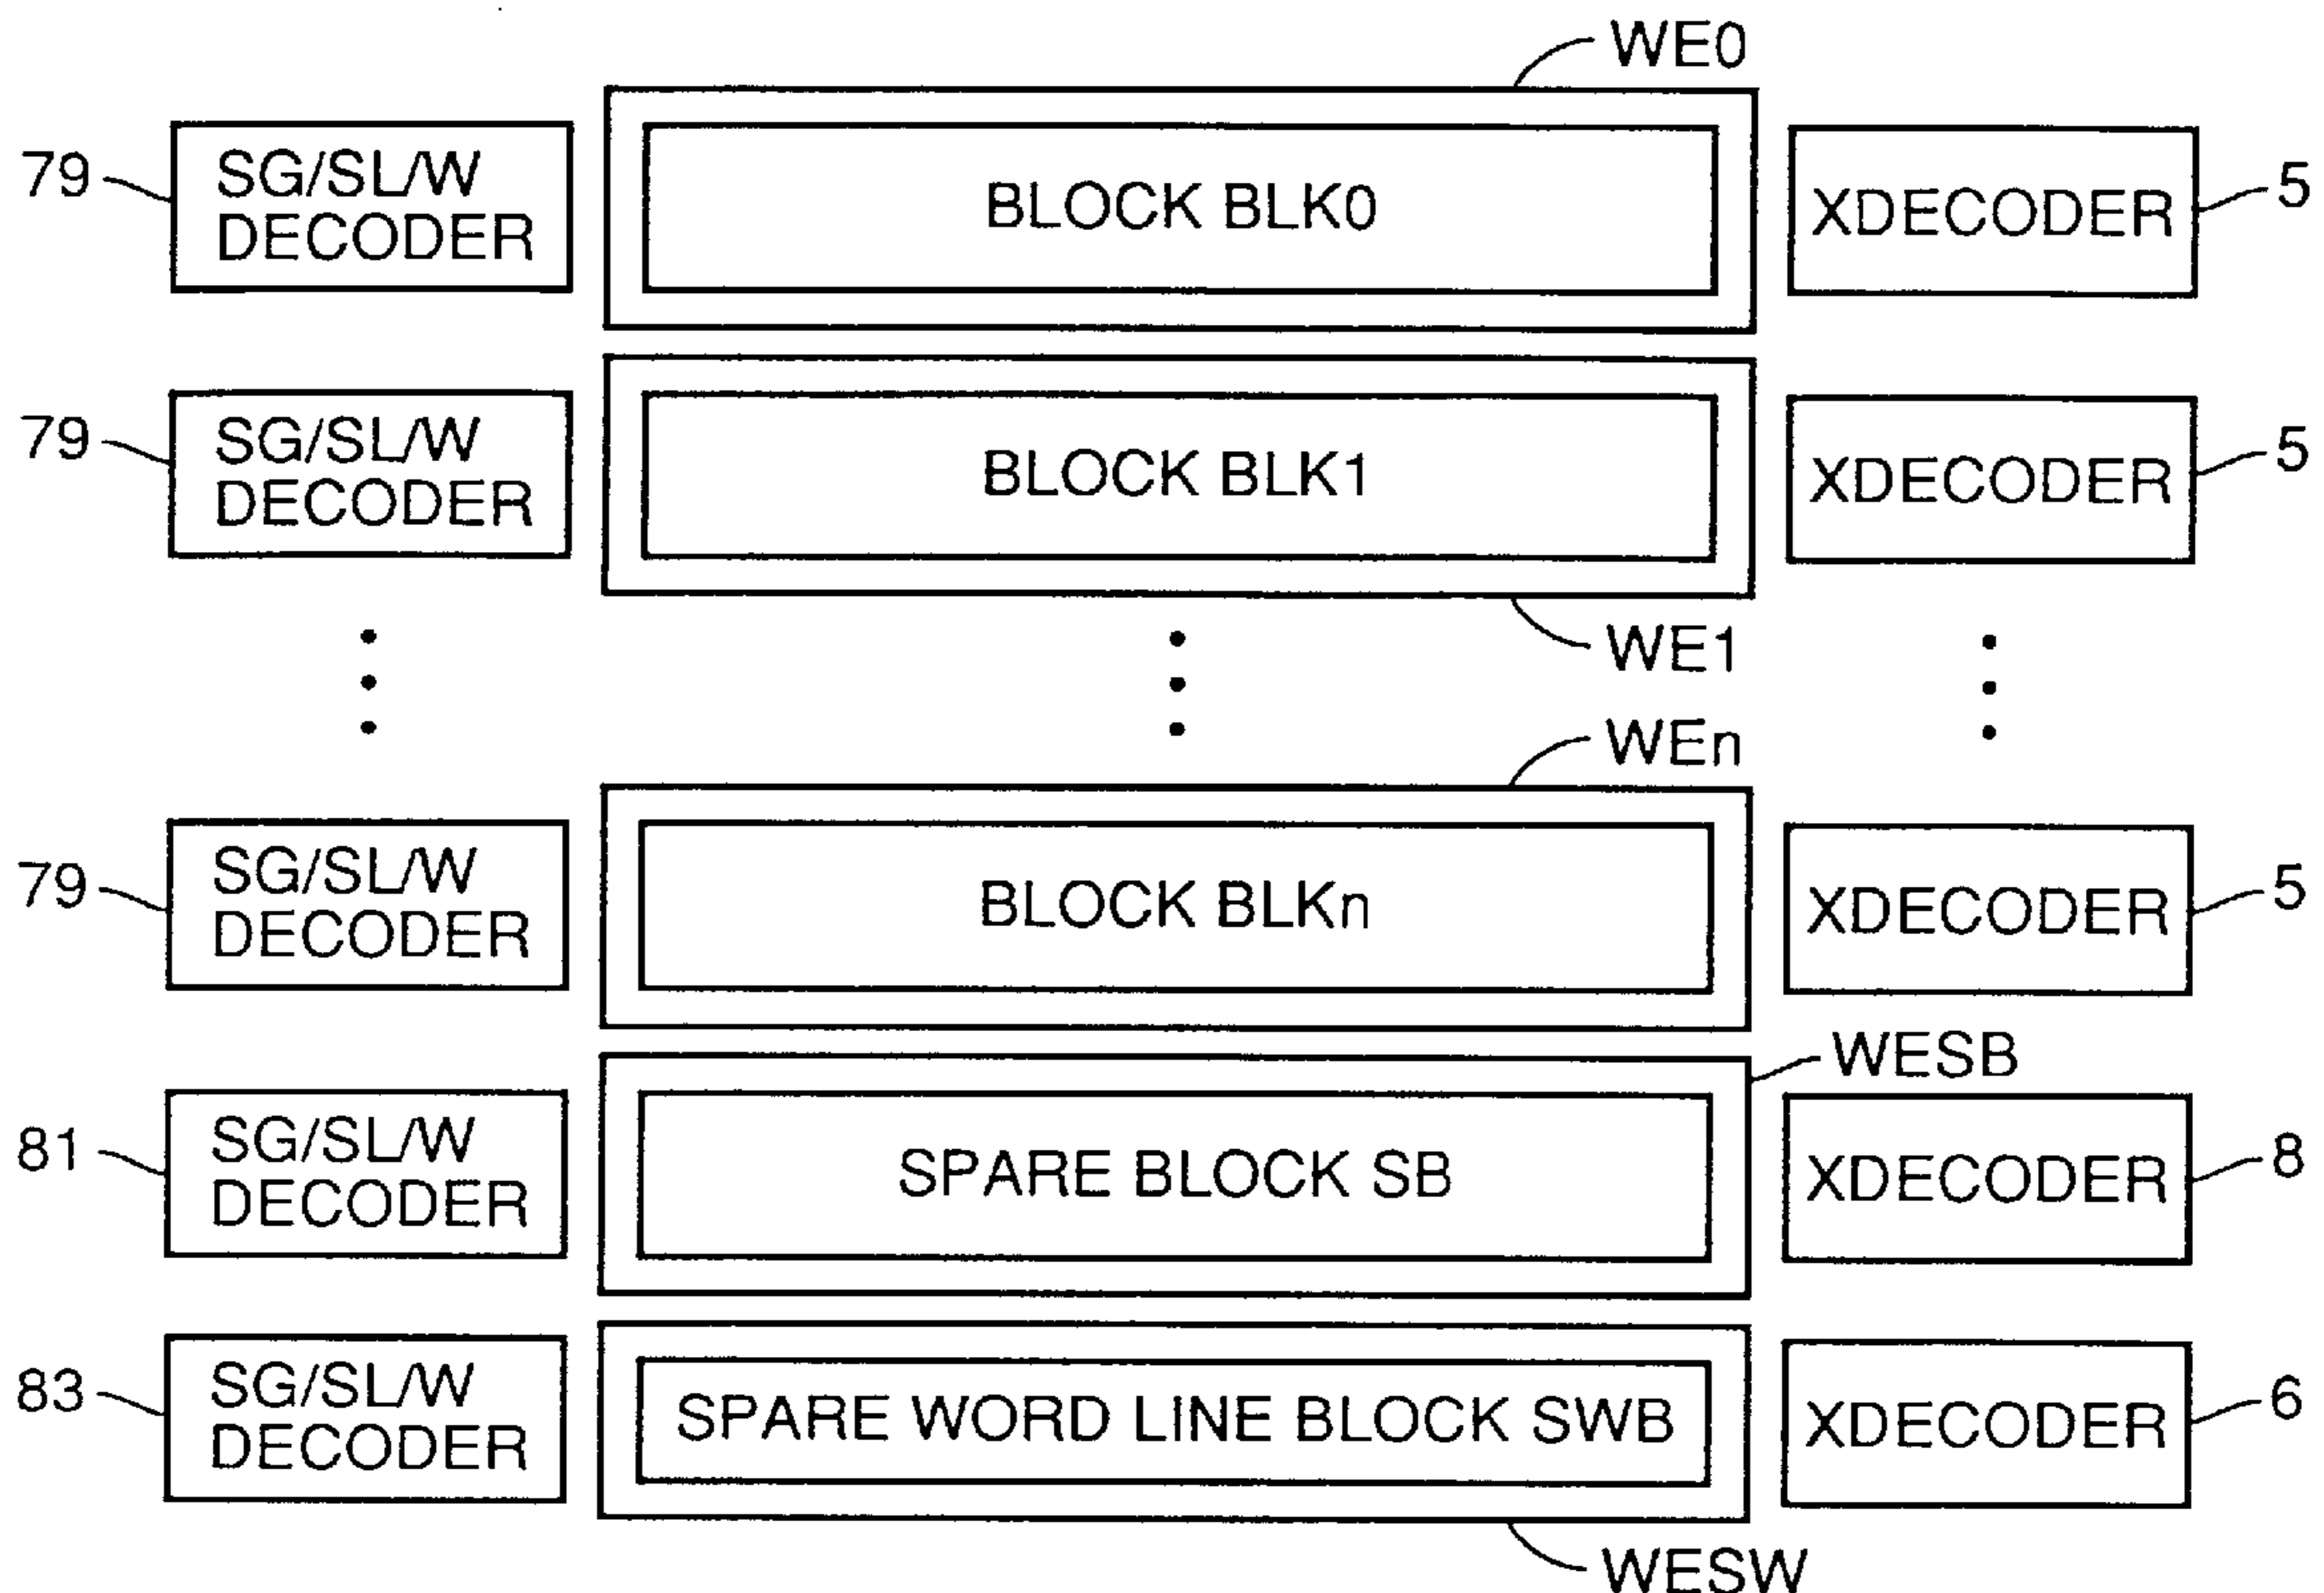 WE0
79
SG/SL/W
DECODER
BLOCK BLK0
XDECODER
5
79
SG/SL/W
DECODER
BLOCK BLK1
XDECODER
5
WE1
WEn
79
SG/SL/W
DECODER
BLOCK BLKn
XDECODER
5
WESB
81
SG/SL/W
DECODER
SPARE BLOCK SB
XDECODER
8
83
SG/SL/W
DECODER
SPARE WORD LINE BLOCK SWB
XDECODER
6
WESW